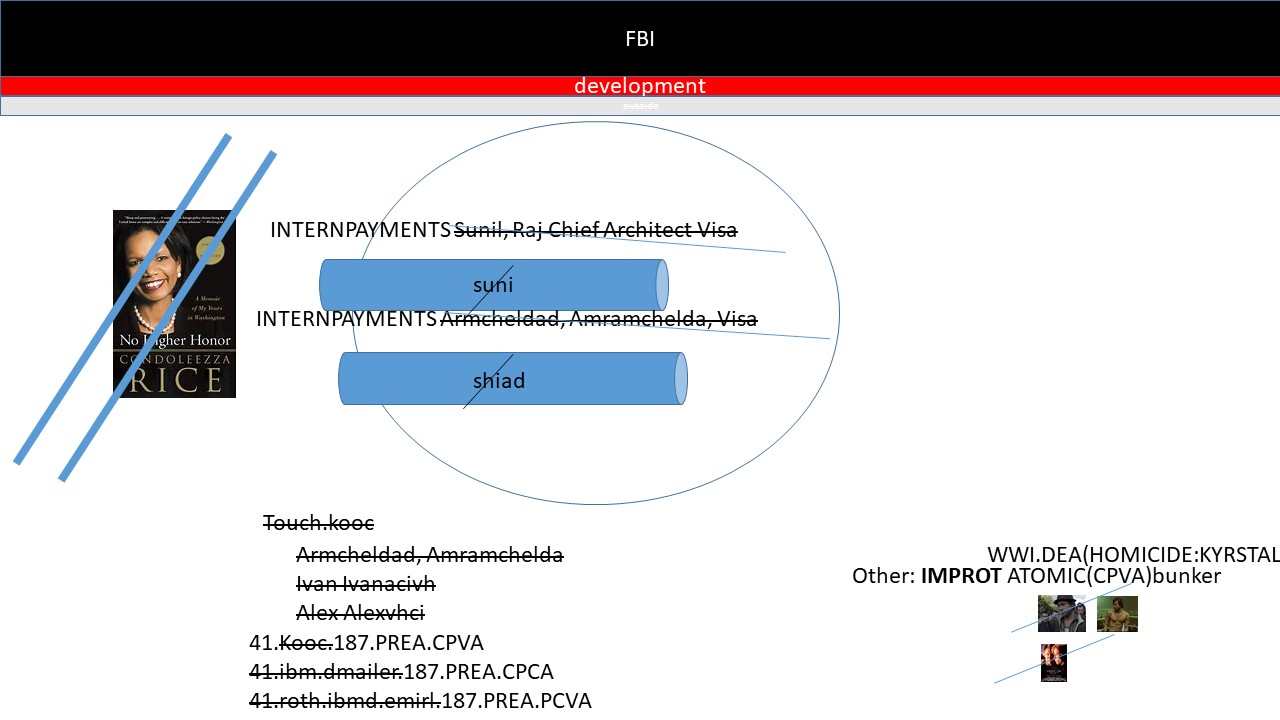 FBI
development
outside
INTERNPAYMENTS Sunil, Raj Chief Architect Visa
suni
INTERNPAYMENTS Armcheldad, Amramchelda, Visa
shiad
A Memoir
of My Years
in Washington
No Higher Honor
CONDOLEEZZA
RICE
Touch.kooc
Armcheldad, Amramchelda
Ivan Ivanacivh
Alex Alexvhci
41.Kooc.187.PREA.CPVA
41.ibm.dmailer.187.PREA.CPCA
41.roth.ibmd.emirl.187.PREA.PCVA
WWI.DEA(HOMICIDE:KYRSTAL
Other: IMPROT ATOMIC(CPVA)bunker